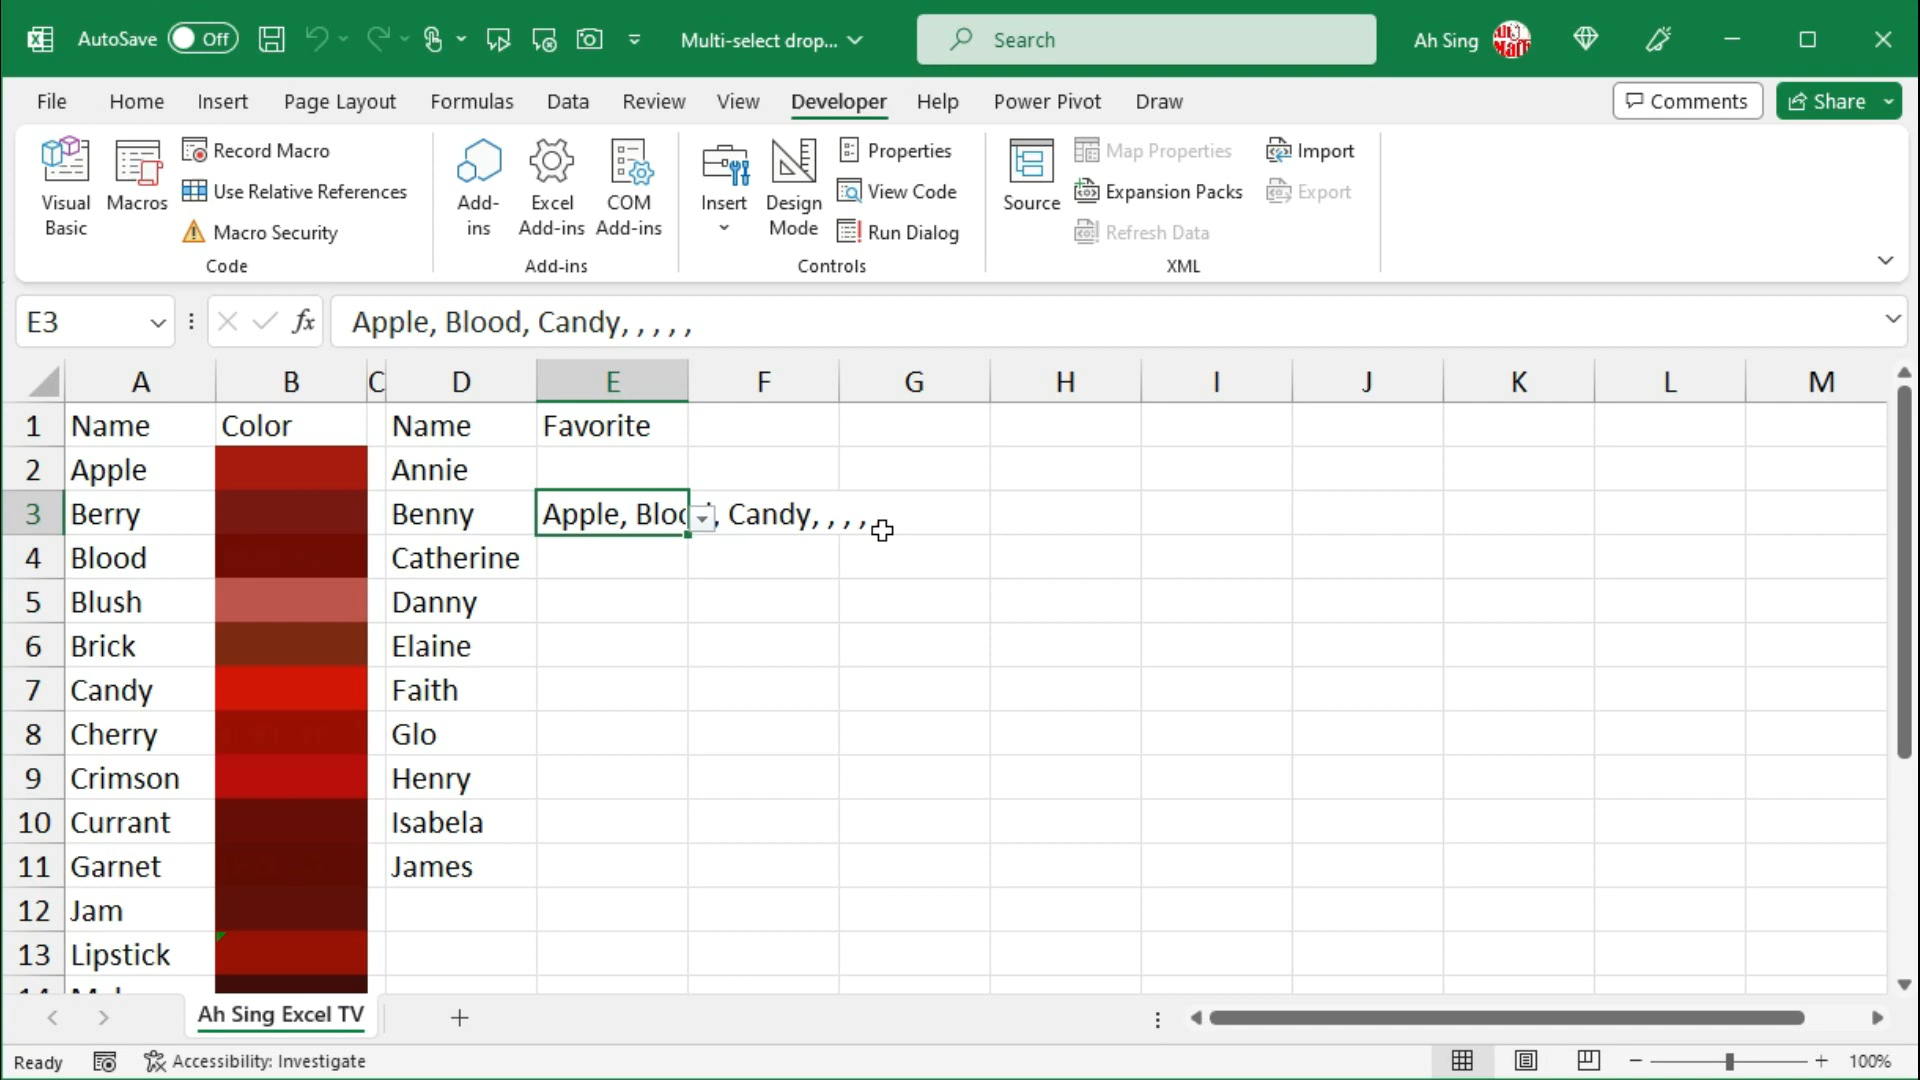 AutoSave Off Multi-select drop... Search Ah Sing
File Home Insert Page Layout Formulas Data Review View Developer Help Power Pivot Draw Comments Share
Visual Basic
Macros
Record Macro
Use Relative References
Macro Security
Code
Add-ins
Excel Add-ins
COM Add-ins
Add-ins
Insert
Design Mode
Properties
View Code
Run Dialog
Controls
Source
Map Properties
Expansion Packs
Refresh Data
Import
Export
XML
E3 fx Apple, Blood, Candy, , , , ,
A B C D E F G H I J K L M
1 Name Color Name Favorite
2 Apple Annie
3 Berry Benny Apple, Blood, Candy, , , ,
4 Blood Catherine
5 Blush Danny
6 Brick Elaine
7 Candy Faith
8 Cherry Glo
9 Crimson Henry
10 Currant Isabela
11 Garnet James
12 Jam
13 Lipstick
Ah Sing Excel TV
Ready Accessibility: Investigate 100%